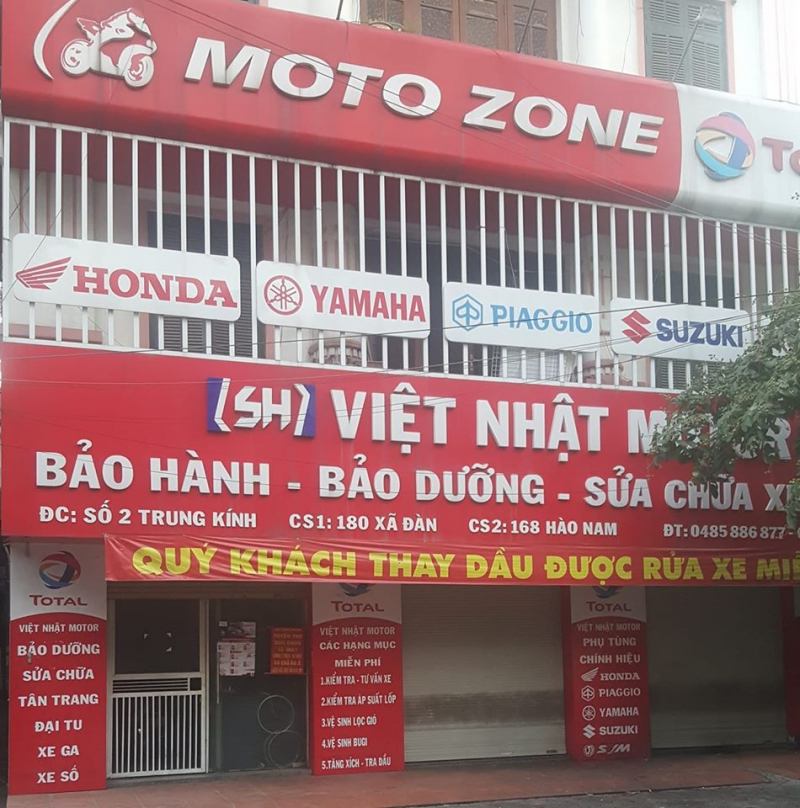 MOTO ZONE
HONDA
YAMAHA
PIAGGIO
SUZUKI
(SH) VIỆT NHẬT MOTOR
BẢO HÀNH - BẢO DƯỠNG - SỬA CHỮA
ĐC: SỐ 2 TRUNG KÍNH CS1: 180 XÃ ĐÀN CS2: 168 HÀO NAM ĐT: 0485 886 877 -
QUÝ KHÁCH THAY DẦU ĐƯỢC RỬA XE
TOTAL
VIỆT NHẬT MOTOR
BẢO DƯỠNG
SỬA CHỮA
TÂN TRANG
ĐẠI TU
XE GA
XE SỐ
TOTAL
VIỆT NHẬT MOTOR
CÁC HẠNG MỤC
MIỄN PHÍ
1.KIỂM TRA - TƯ VẤN XE
2.KIỂM TRA ÁP SUẤT LỐP
3.VỆ SINH LỌC GIÓ
4.VỆ SINH BUGI
5.TĂNG XÍCH - TRA DẦU
TOTAL
VIỆT NHẬT MOTOR
PHỤ TÙNG
CHÍNH HIỆU
HONDA
PIAGGIO
YAMAHA
SUZUKI
SJM